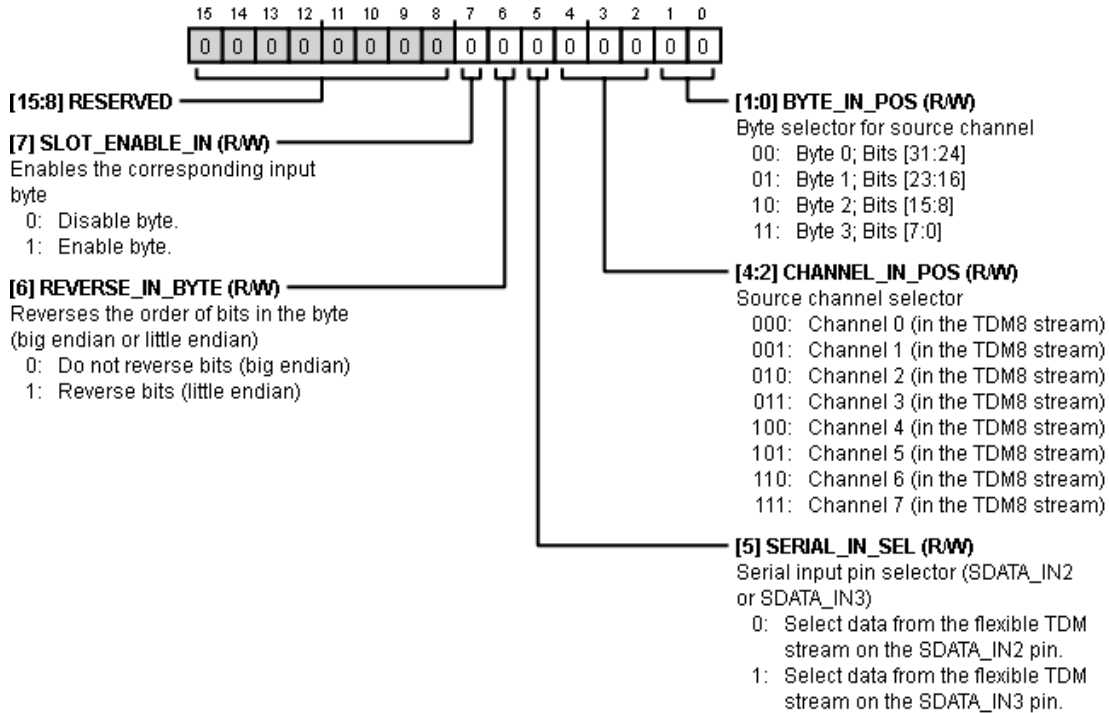 15 14 13 12 11 10 9 8 7 6 5 4 3 2 1 0
0 0 0 0 0 0 0 0 0 0 0 0 0 0 0 0
[15:8] RESERVED
[7] SLOT_ENABLE_IN (R/W)
Enables the corresponding input
byte
0: Disable byte.
1: Enable byte.
[6] REVERSE_IN_BYTE (R/W)
Reverses the order of bits in the byte
(big endian or little endian)
0: Do not reverse bits (big endian)
1: Reverse bits (little endian)
[1:0] BYTE_IN_POS (R/W)
Byte selector for source channel
00: Byte 0; Bits [31:24]
01: Byte 1; Bits [23:16]
10: Byte 2; Bits [15:8]
11: Byte 3; Bits [7:0]
[4:2] CHANNEL_IN_POS (R/W)
Source channel selector
000: Channel 0 (in the TDM8 stream)
001: Channel 1 (in the TDM8 stream)
010: Channel 2 (in the TDM8 stream)
011: Channel 3 (in the TDM8 stream)
100: Channel 4 (in the TDM8 stream)
101: Channel 5 (in the TDM8 stream)
110: Channel 6 (in the TDM8 stream)
111: Channel 7 (in the TDM8 stream)
[5] SERIAL_IN_SEL (R/W)
Serial input pin selector (SDATA_IN2
or SDATA_IN3)
0: Select data from the flexible TDM
stream on the SDATA_IN2 pin.
1: Select data from the flexible TDM
stream on the SDATA_IN3 pin.